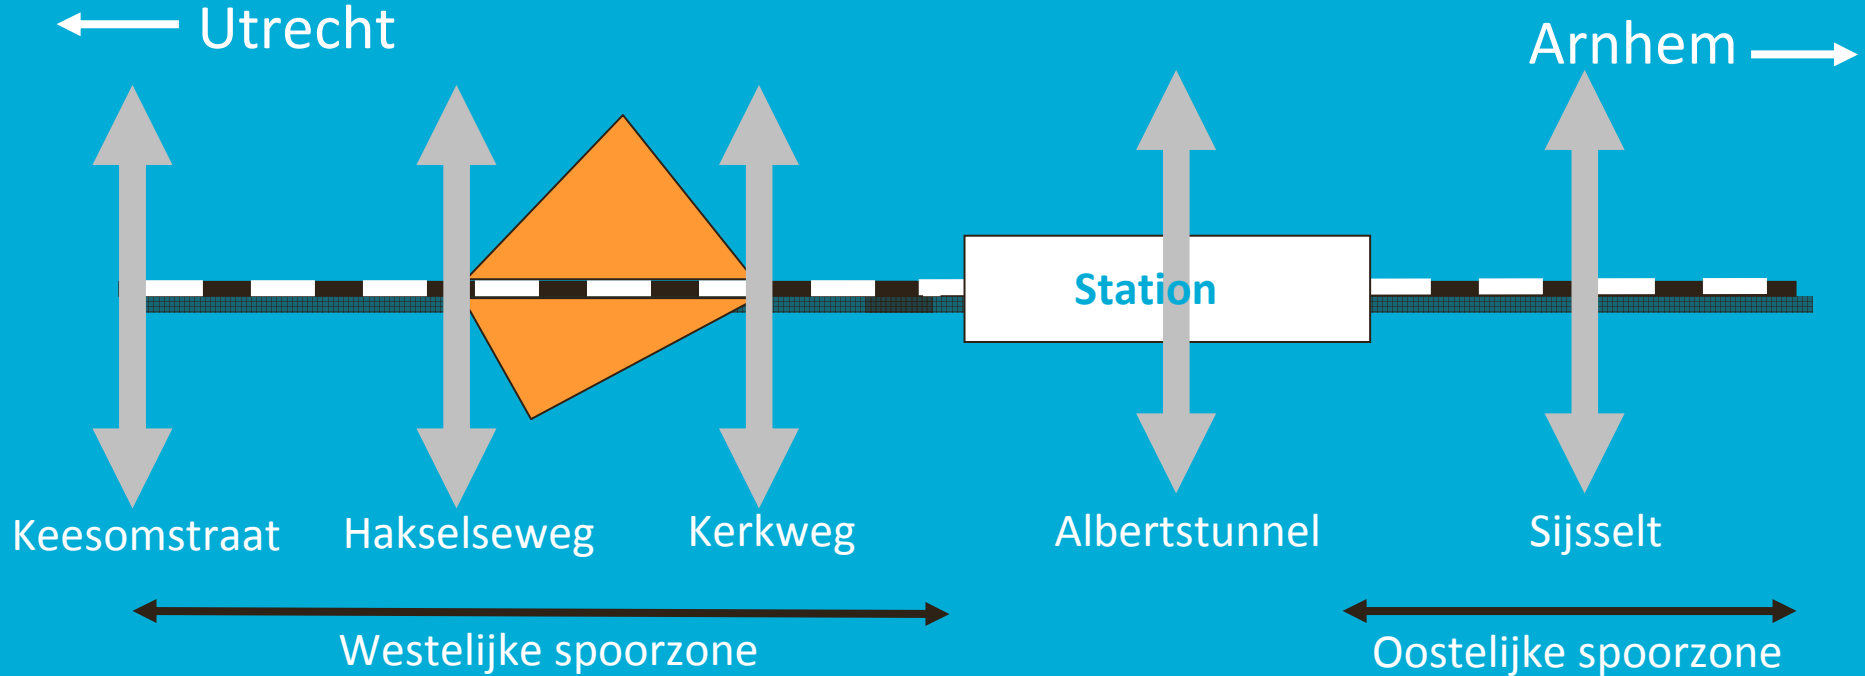 Utrecht
Arnhem
Station
Keesomstraat
Hakselseweg
Kerkweg
Albertstunnel
Sijsselt
Westelijke spoorzone
Oostelijke spoorzone